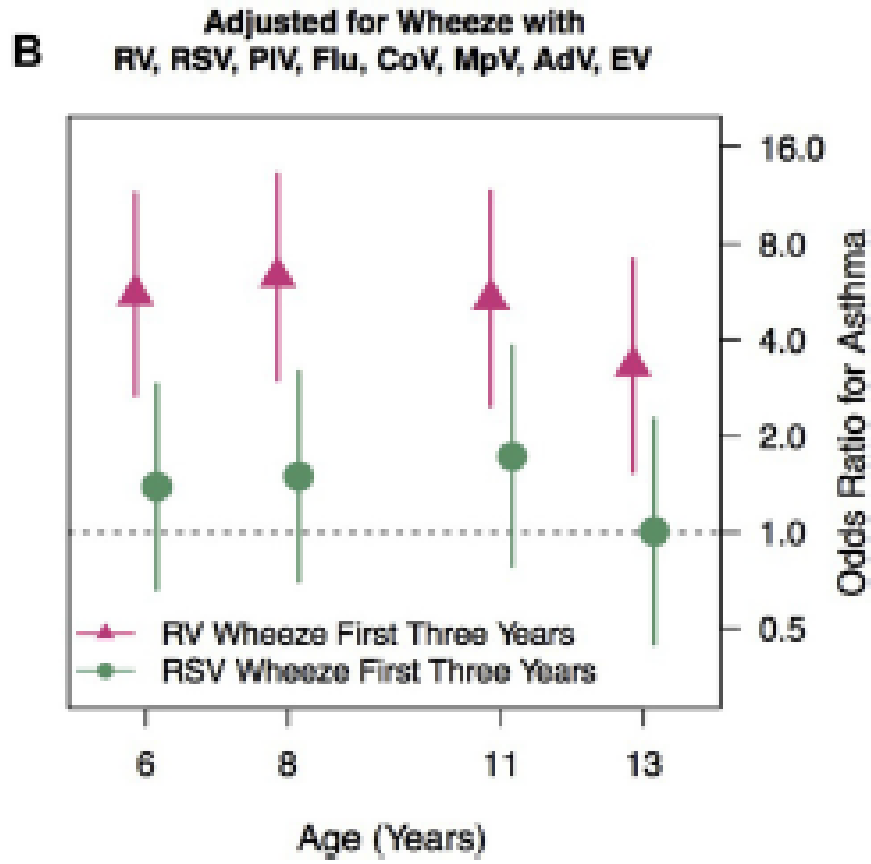 B
Adjusted for Wheeze with
RV, RSV, PIV, Flu, CoV, MpV, AdV, EV
16.0
8.0
4.0
2.0
1.0
0.5
Odds Ratio for Asthma
RV Wheeze First Three Years
RSV Wheeze First Three Years
6 8 11 13
Age (Years)